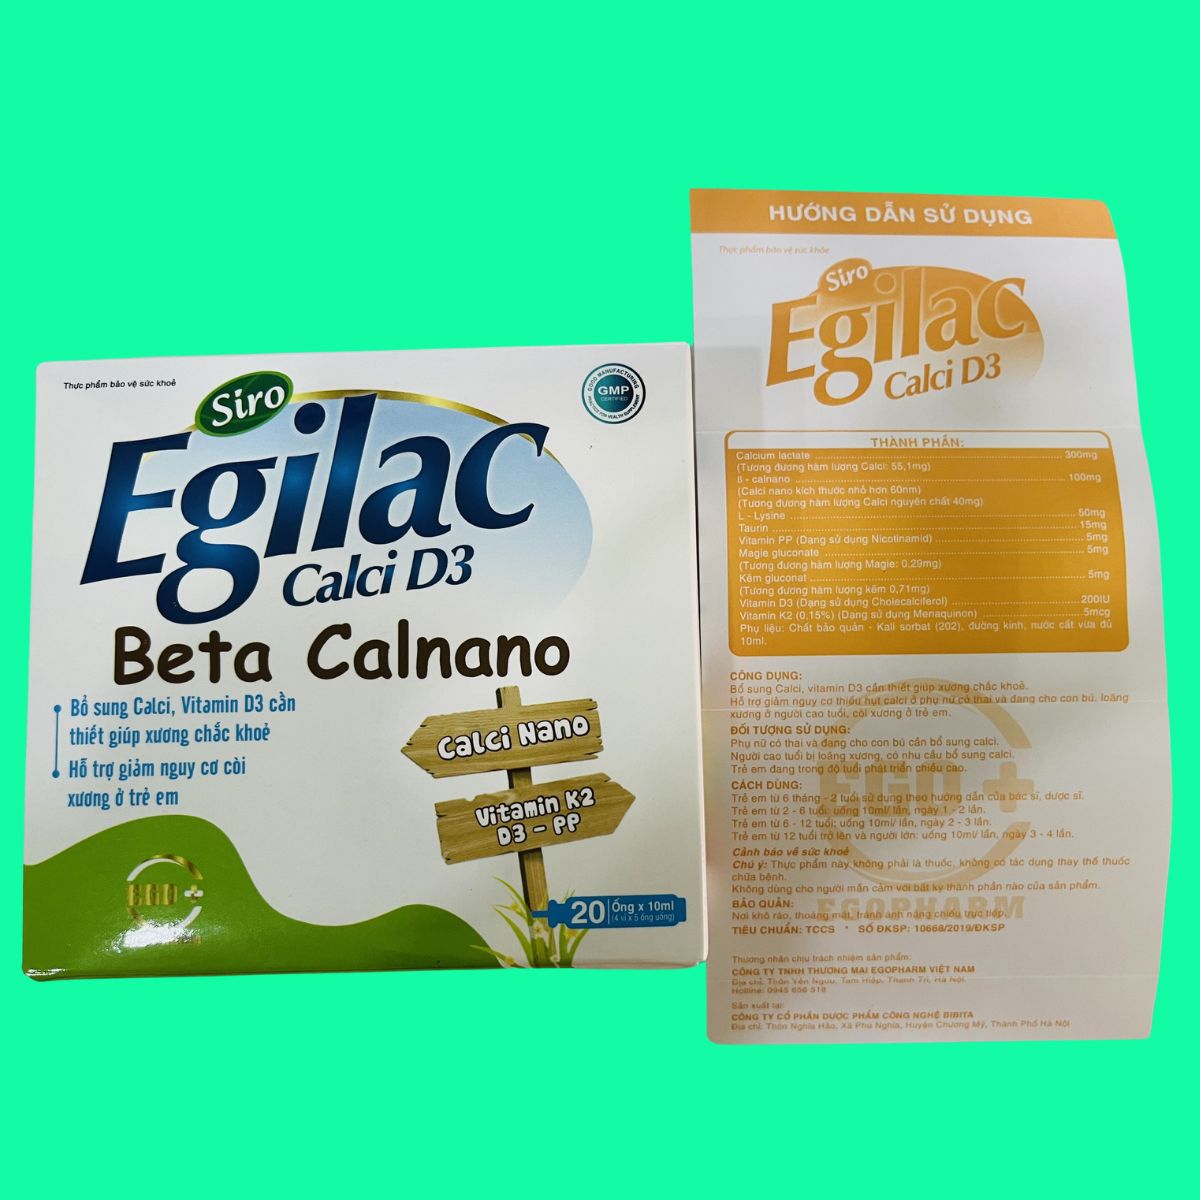 Thực phẩm bảo vệ sức khoẻ
Siro
Egilac
Calci D3
GOOD MANUFACTURING
GMP
CERTIFIED
PRACTICE FOR HEALTH SUPPLEMENT
Beta Calnano
Bổ sung Calci, Vitamin D3 cần
thiết giúp xương chắc khoẻ
Hỗ trợ giảm nguy cơ còi
xương ở trẻ em
Calci Nano
Vitamin K2
D3 - PP
EGO
20 Ống x 10ml
(4 vỉ x 5 ống uống)
HƯỚNG DẪN SỬ DỤNG
Thực phẩm bảo vệ sức khỏe
Siro
Egilac
Calci D3
THÀNH PHẦN:
Calcium lactate 300mg
(Tương đương hàm lượng Calci: 55,1mg)
ß - calnano 100mg
(Calci nano kích thước nhỏ hơn 60nm)
(Tương đương hàm lượng Calci nguyên chất 40mg)
L - Lysine 50mg
Taurin 15mg
Vitamin PP (Dạng sử dụng Nicotinamid) 5mg
Magie gluconate 5mg
(Tương đương hàm lượng Magie: 0.29mg)
Kẽm gluconat 5mg
(Tương đương hàm lượng kẽm 0,71mg)
Vitamin D3 (Dạng sử dụng Cholecalciferol) 200IU
Vitamin K2 (0,15%) (Dạng sử dụng Menaquinon) 5mcg
Phụ liệu: Chất bảo quản - Kali sorbat (202), đường kính, nước cất vừa đủ
10ml.
CÔNG DỤNG:
Bổ sung Calci, vitamin D3 cần thiết giúp xương chắc khỏe.
Hỗ trợ giảm nguy cơ thiếu hụt calci ở phụ nữ có thai và đang cho con bú, loãng
xương ở người cao tuổi, còi xương ở trẻ em.
ĐỐI TƯỢNG SỬ DỤNG:
Phụ nữ có thai và đang cho con bú cần bổ sung calci.
Người cao tuổi bị loãng xương, có nhu cầu bổ sung calci.
Trẻ em đang trong độ tuổi phát triển chiều cao.
EGO
CÁCH DÙNG:
Trẻ em từ 6 tháng - 2 tuổi sử dụng theo hướng dẫn của bác sĩ, dược sĩ.
Trẻ em từ 2 - 6 tuổi: uống 10ml/ lần, ngày 1 - 2 lần.
Trẻ em từ 6 - 12 tuổi: uống 10ml/ lần, ngày 2 - 3 lần.
Trẻ em từ 12 tuổi trở lên và người lớn: uống 10ml/ lần, ngày 3 - 4 lần.
Cảnh báo về sức khoẻ
Chú ý: Thực phẩm này không phải là thuốc, không có tác dụng thay thế thuốc
chữa bệnh.
Không dùng cho người mẫn cảm với bất kỳ thành phần nào của sản phẩm.
BẢO QUẢN:
EGOPHARM
Nơi khô ráo, thoáng mát, tránh ánh nắng chiếu trực tiếp.
TIÊU CHUẨN: TCCS * SỐ ĐKSP: 10668/2019/ĐKSP
Thương nhân chịu trách nhiệm sản phẩm:
CÔNG TY TNHH THƯƠNG MẠI EGOPHARM VIỆT NAM
Địa chỉ: Thôn Yên Ngưu, Tam Hiệp, Thanh Trì, Hà Nội.
Hotline: 0945 656 518
Sản xuất tại:
CÔNG TY CỔ PHẦN DƯỢC PHẨM CÔNG NGHỆ BIBITA
Địa chỉ: Thôn Nghĩa Hảo, Xã Phú Nghĩa, Huyện Chương Mỹ, Thành Phố Hà Nội